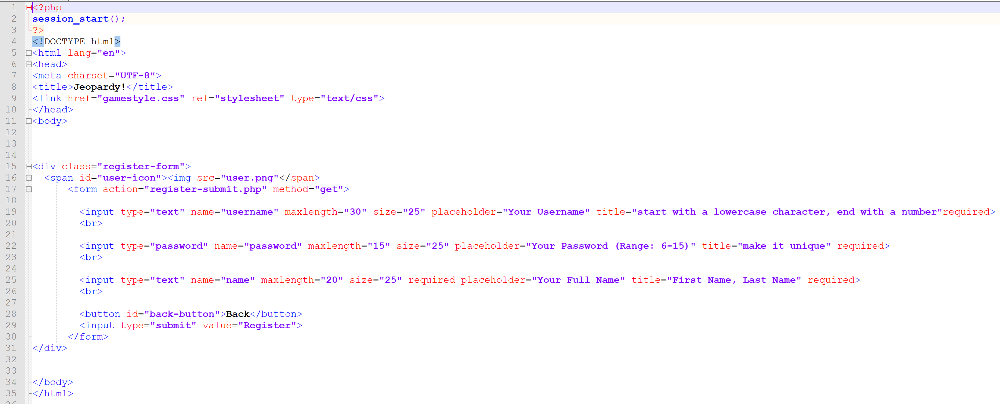 1 <?php
2 session_start();
3 ?>
4 <!DOCTYPE html>
5 <html lang="en">
6 <head>
7 <meta charset="UTF-8">
8 <title>Jeopardy!</title>
9 <link href="gamestyle.css" rel="stylesheet" type="text/css">
10 </head>
11 <body>
12
13
14
15 <div class="register-form">
16 <span id="user-icon"><img src="user.png"</span>
17 <form action="register-submit.php" method="get">
18
19 <input type="text" name="username" maxlength="30" size="25" placeholder="Your Username" title="start with a lowercase character, end with a number"required>
20 <br>
21
22 <input type="password" name="password" maxlength="15" size="25" placeholder="Your Password (Range: 6-15)" title="make it unique" required>
23 <br>
24
25 <input type="text" name="name" maxlength="20" size="25" required placeholder="Your Full Name" title="First Name, Last Name" required>
26 <br>
27
28 <button id="back-button">Back</button>
29 <input type="submit" value="Register">
30 </form>
31 </div>
32
33
34 </body>
35 </html>
36